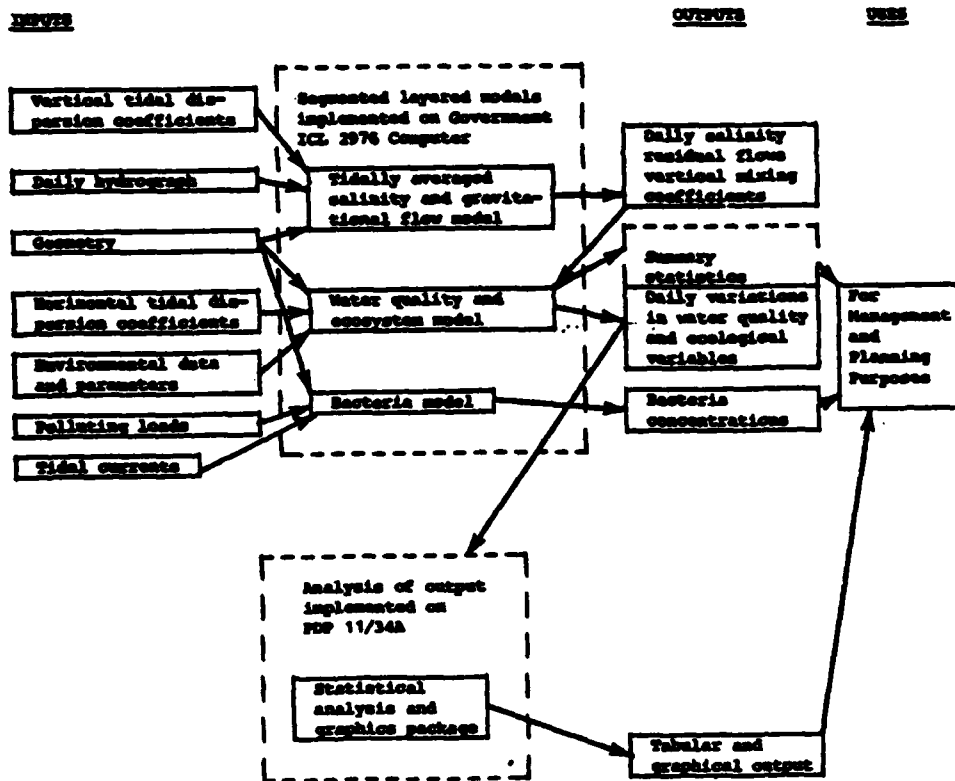 INPUTS
OUTPUTS
USES
Vertical tidal dis-
persion coefficients
Daily hydrograph
Geometry
Horizontal tidal dis-
persion coefficients
Environmental data
and parameters
Polluting loads
Tidal currents
Segmented layered models
implemented on Government
ICL 2976 Computer
Tidally averaged
salinity and gravita-
tional flow model
Water quality and
ecosystem model
Bacteria model
Daily salinity
residual flows
vertical mixing
coefficients
Summary
statistics
Daily variations
in water quality
and ecological
variables
Bacteria
concentrations
For
Management
and
Planning
Purposes
Analysis of output
implemented on
PDP 11/34A
Statistical
analysis and
graphics package
Tabular and
graphical output